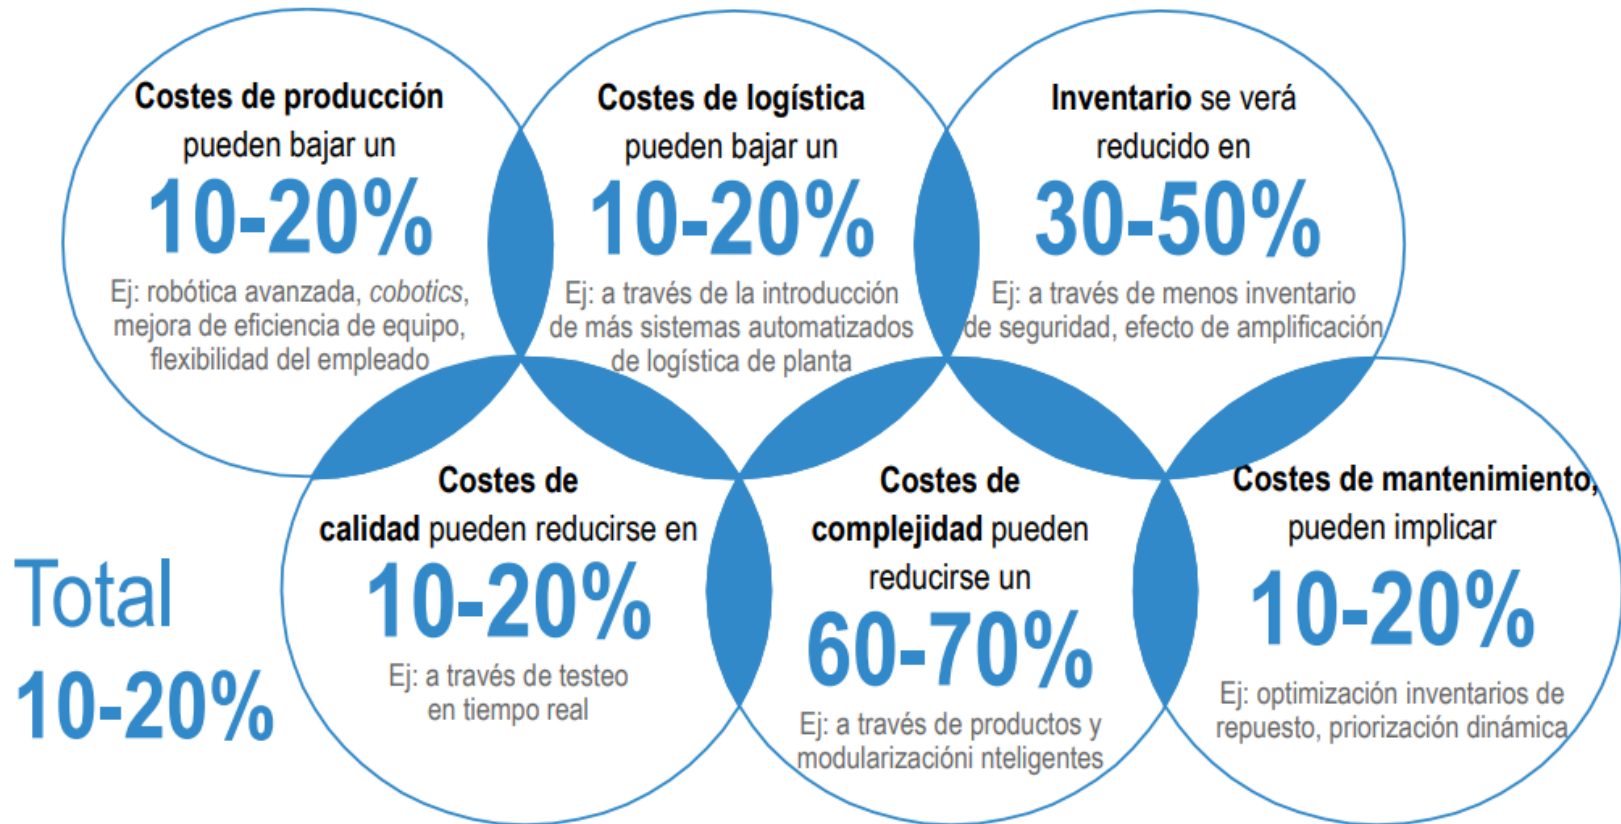 Costes de producción
pueden bajar un
10-20%
Ej: robótica avanzada, cobotics,
mejora de eficiencia de equipo,
flexibilidad del empleado
Costes de logística
pueden bajar un
10-20%
Ej: a través de la introducción
de más sistemas automatizados
de logística de planta
Inventario se verá
reducido en
30-50%
Ej: a través de menos inventario
de seguridad, efecto de amplificación
Total
10-20%
Costes de
calidad pueden reducirse en
10-20%
Ej: a través de testeo
en tiempo real
Costes de
complejidad pueden
reducirse un
60-70%
Ej: a través de productos y
modularizacióni nteligentes
Costes de mantenimiento,
pueden implicar
10-20%
Ej: optimización inventarios de
repuesto, priorización dinámica